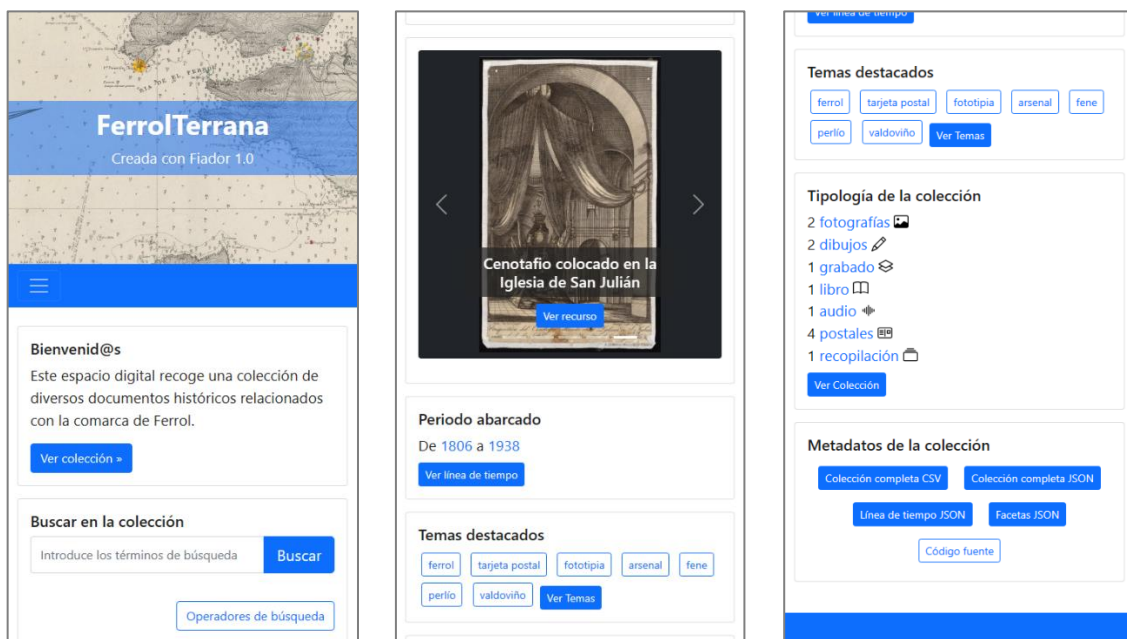 FerrolTerrana
Creada con Fiador 1.0
Bienvenid@s
Este espacio digital recoge una colección de
diversos documentos históricos relacionados
con la comarca de Ferrol.
Ver colección »
Buscar en la colección
Introduce los términos de búsqueda Buscar
Operadores de búsqueda
Cenotafio colocado en la
Iglesia de San Julián
Ver recurso
Periodo abarcado
De 1806 a 1938
Ver línea de tiempo
Temas destacados
ferrol tarjeta postal fototipia arsenal fene
perlío valdoviño Ver Temas
Ver línea de tiempo
Temas destacados
ferrol tarjeta postal fototipia arsenal fene
perlío valdoviño Ver Temas
Tipología de la colección
2 fotografías
2 dibujos
1 grabado
1 libro
1 audio
4 postales
1 recopilación
Ver Colección
Metadatos de la colección
Colección completa CSV Colección completa JSON
Línea de tiempo JSON Facetas JSON
Código fuente